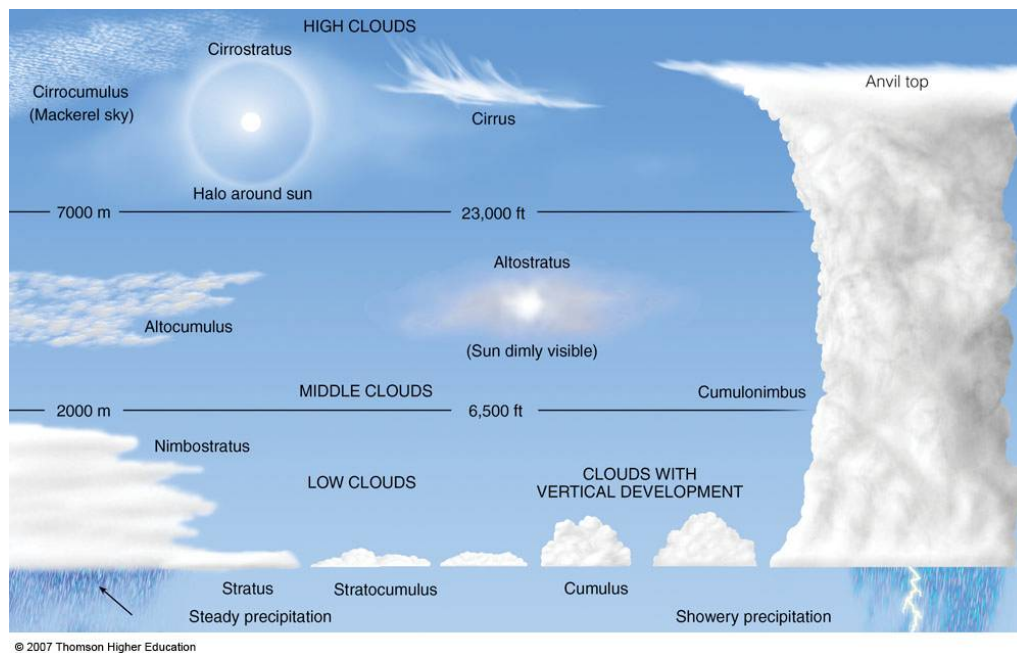 HIGH CLOUDS
Cirrostratus
Cirrocumulus
(Mackerel sky)
Cirrus
Anvil top
Halo around sun
7000 m
23,000 ft
Altostratus
Altocumulus
(Sun dimly visible)
MIDDLE CLOUDS
Cumulonimbus
2000 m
6,500 ft
Nimbostratus
LOW CLOUDS
CLOUDS WITH
VERTICAL DEVELOPMENT
Stratus
Stratocumulus
Cumulus
Steady precipitation
Showery precipitation
© 2007 Thomson Higher Education